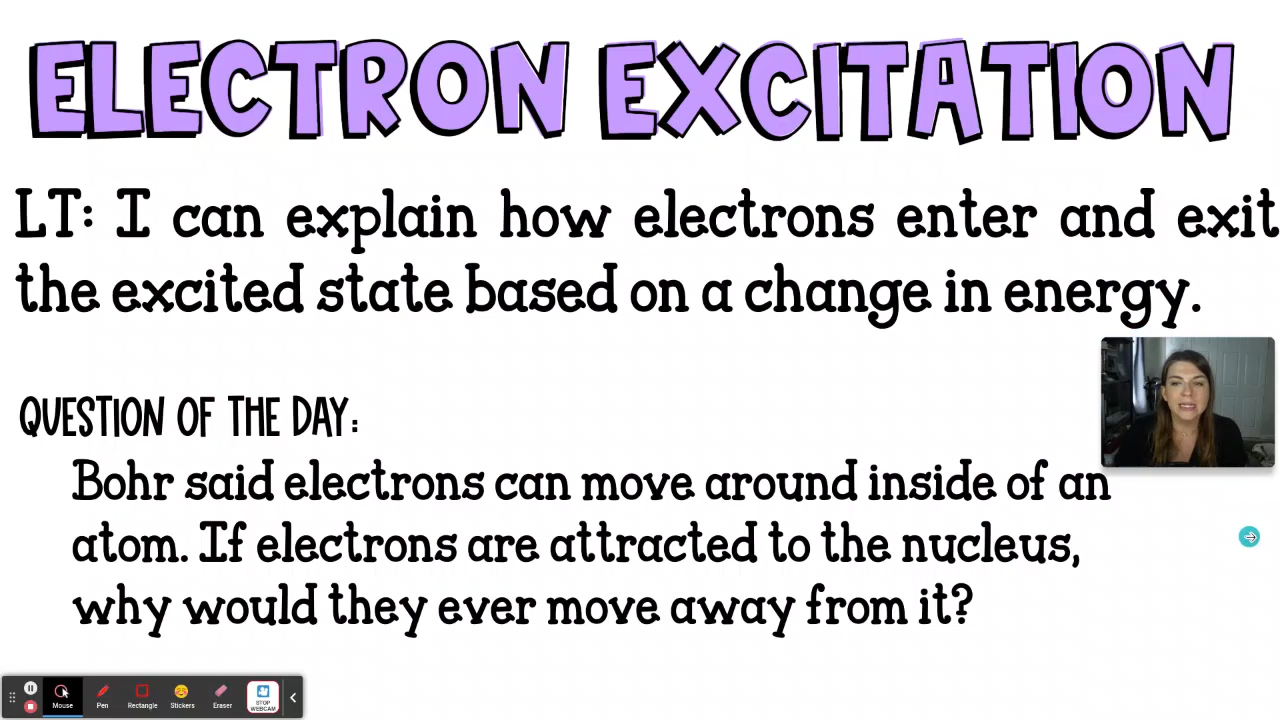 ELECTRON EXCITATION
LT: I can explain how electrons enter and exit
the excited state based on a change in energy.
QUESTION OF THE DAY:
Bohr said electrons can move around inside of an
atom. If electrons are attracted to the nucleus,
why would they ever move away from it?
Mouse
Pen
Rectangle
Stickers
Eraser
STOP
WEBCAM